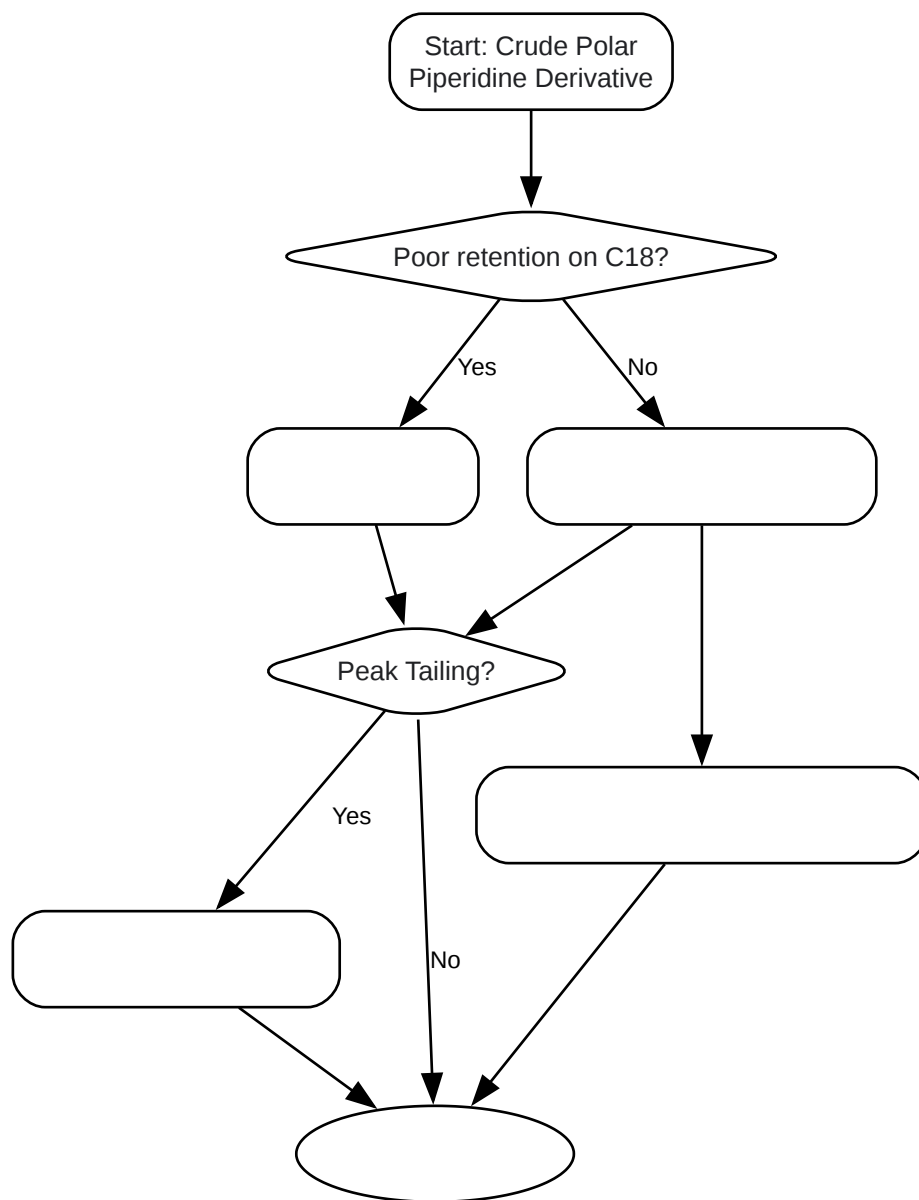 Start: Crude Polar
Piperidine Derivative
Poor retention on C18?
Yes
No
Peak Tailing?
Yes
No